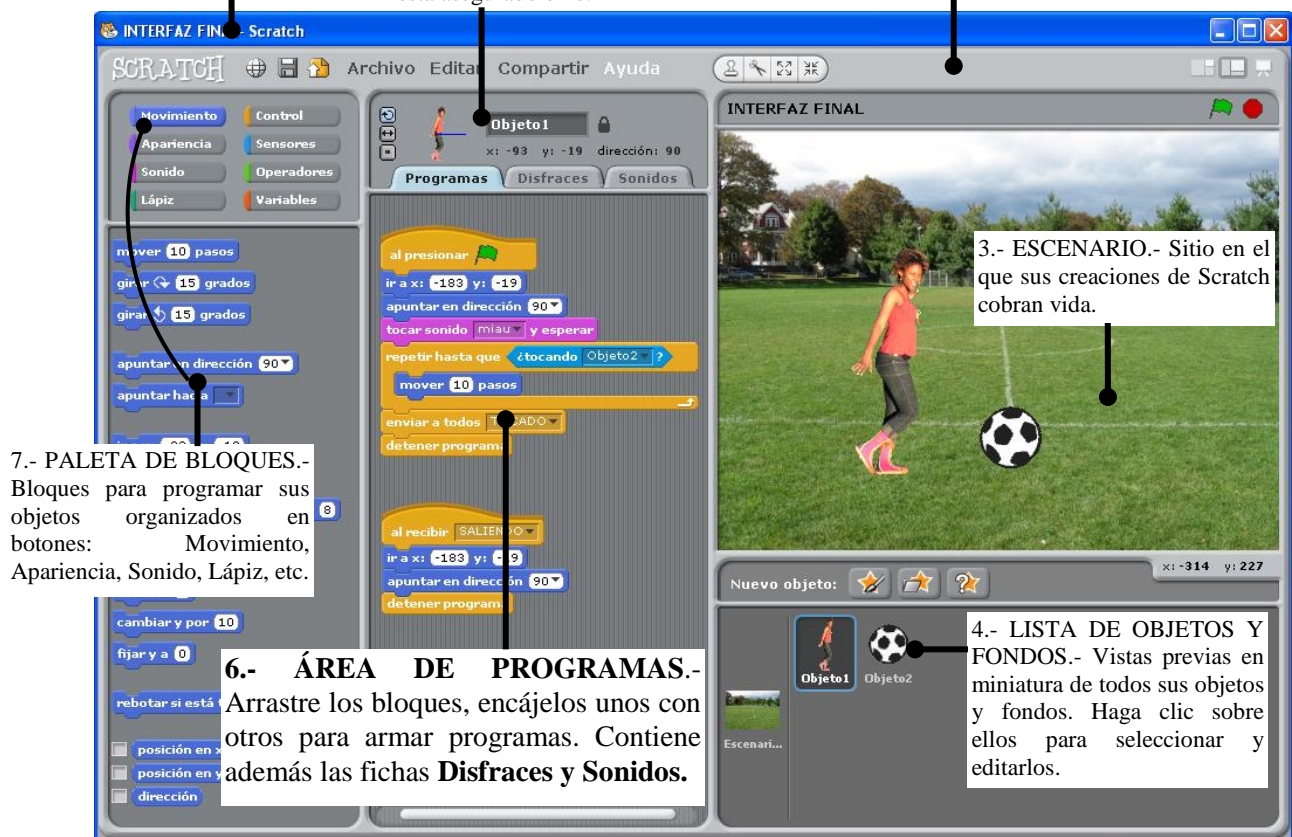 INTERFAZ FINAL - Scratch
SCRATCH Archivo Editar Compartir Ayuda
Movimiento Control
Apariencia Sensores
Sonido Operadores
Lápiz Variables
mover 10 pasos
girar 15 grados
girar 15 grados
apuntar en dirección 90
apuntar hacia
7.- PALETA DE BLOQUES.-
Bloques para programar sus
objetos organizados en
botones: Movimiento,
Apariencia, Sonido, Lápiz, etc.
8
cambiar y por 10
fijar y a 0
rebotar si está
posición en x
posición en y
dirección
Objeto1
x: -93 y: -19 dirección: 90
Programas Disfraces Sonidos
al presionar
ir a x: -183 y: -19
apuntar en dirección 90
tocar sonido miau y esperar
repetir hasta que ¿tocando Objeto2 ?
mover 10 pasos
enviar a todos
detener programa
al recibir SALIENDO
ir a x: -183 y: -19
apuntar en dirección 90
detener programa
6.- ÁREA DE PROGRAMAS.-
Arrastre los bloques, encájelos unos con
otros para armar programas. Contiene
además las fichas Disfraces y Sonidos.
INTERFAZ FINAL
3.- ESCENARIO.- Sitio en el
que sus creaciones de Scratch
cobran vida.
x: -314 y: 227
Nuevo objeto:
Objeto1 Objeto2
Escenari...
4.- LISTA DE OBJETOS Y
FONDOS.- Vistas previas en
miniatura de todos sus objetos
y fondos. Haga clic sobre
ellos para seleccionar y
editarlos.